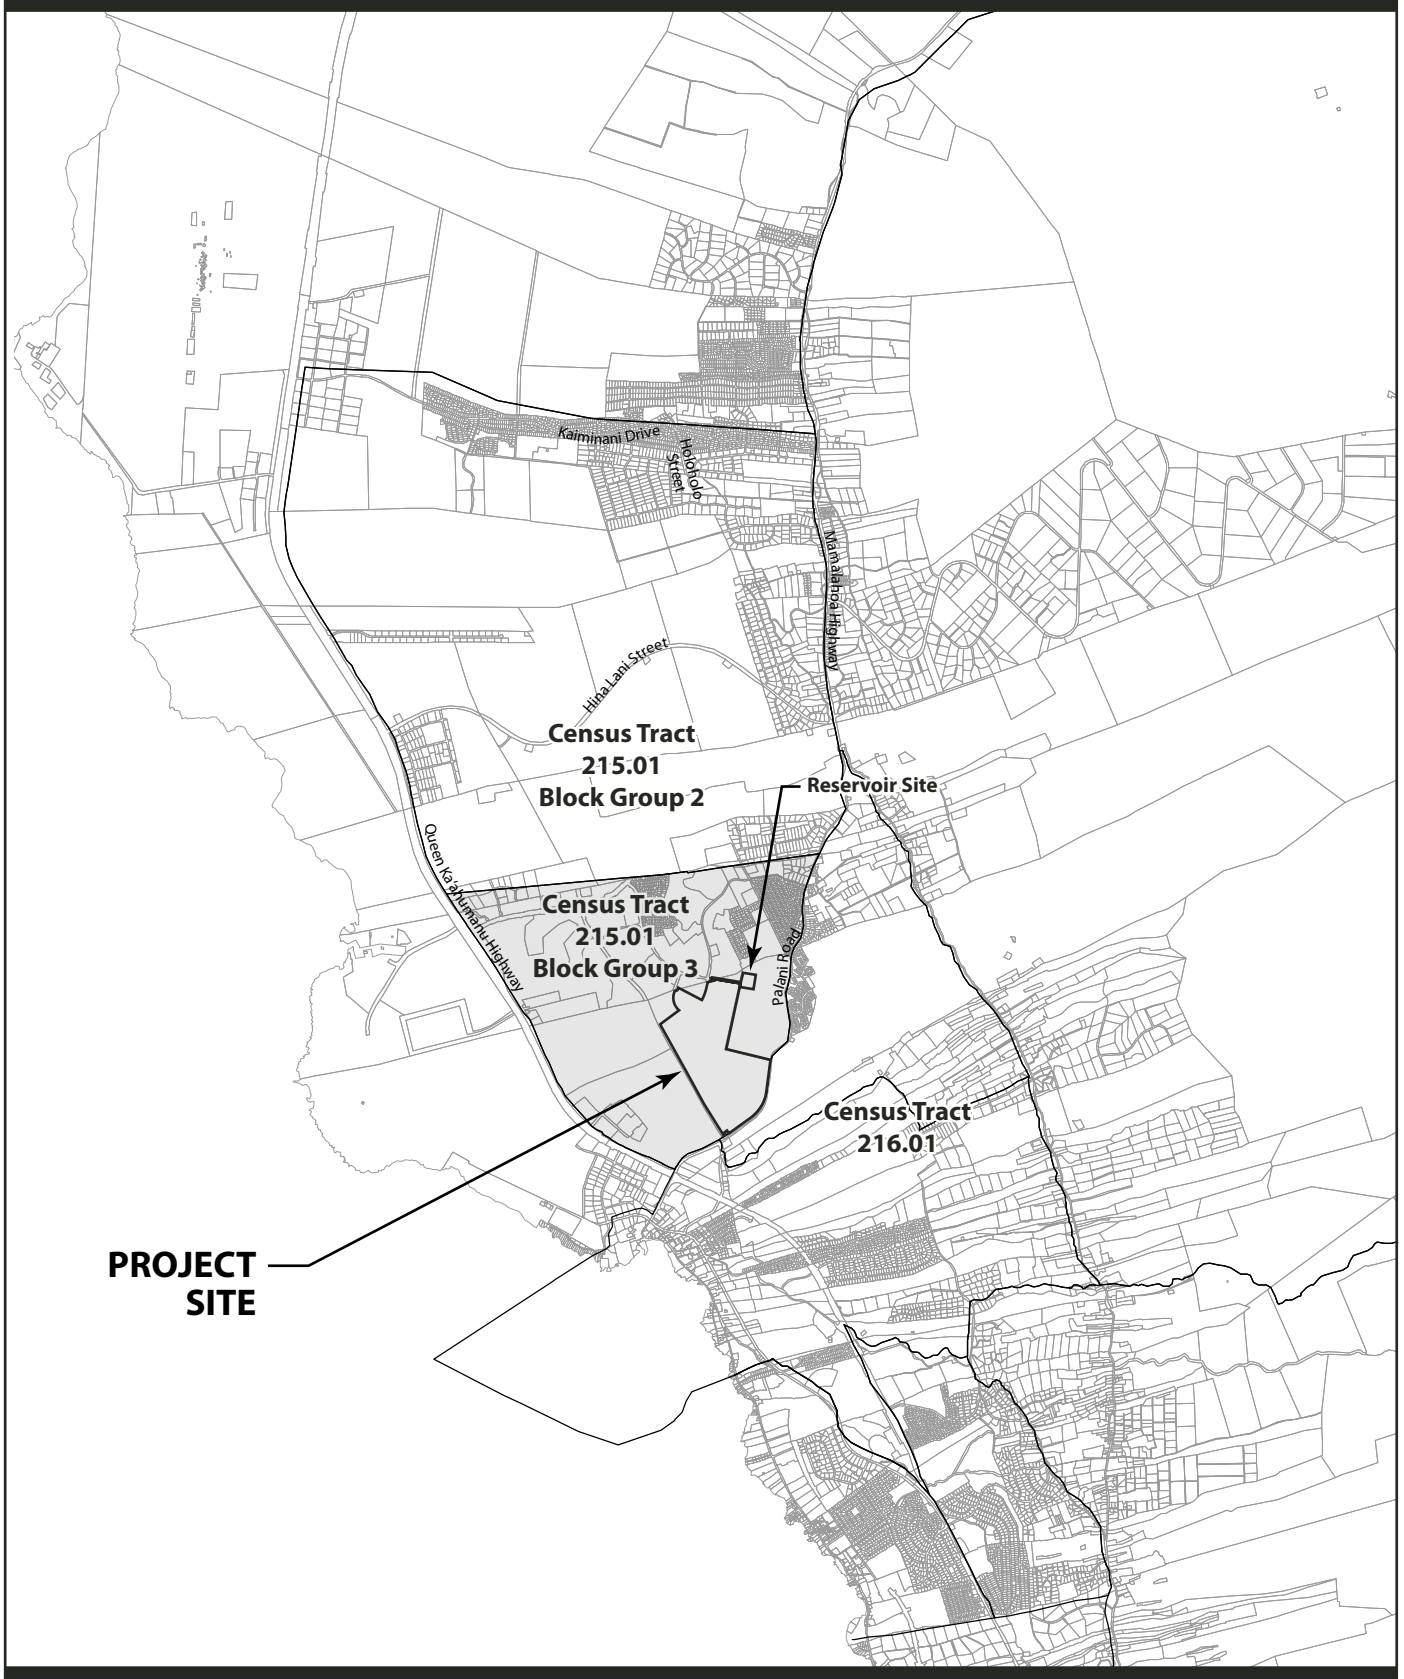 Kaiminani Drive
Holoholo
Street
Mamalahoa Highway
Hina Lani Street
Census Tract
215.01
Block Group 2
Reservoir Site
Queen Ka'ahumanu Highway
Census Tract
215.01
Block Group 3
Palani Road
Census Tract
216.01
PROJECT
SITE